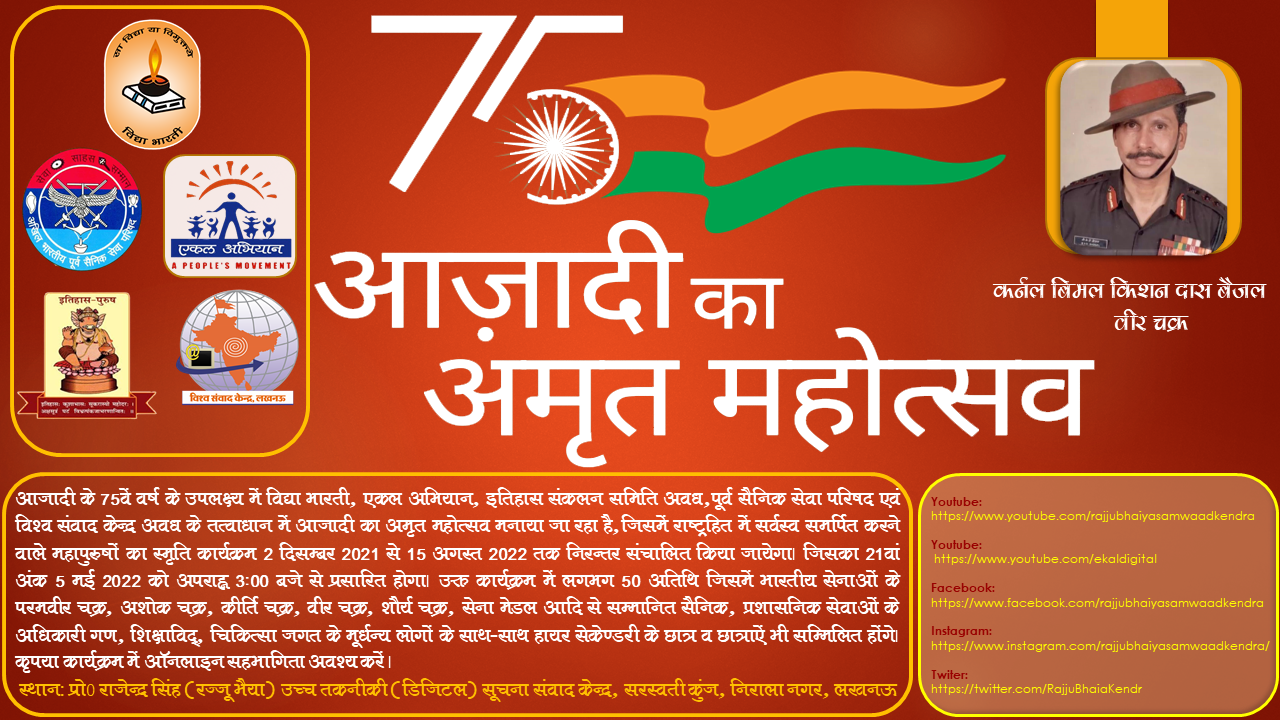 सा विद्या या विमुक्तये
विद्या भारती
सेवा साहस सम्मान
अखिल भारतीय पूर्व सैनिक सेवा परिषद
एकल अभियान
A PEOPLE'S MOVEMENT
इतिहास-पुरुष
@
विश्व संवाद केन्द्र, लखनऊ
75
आज़ादी का
अमृत महोत्सव
कर्नल बिमल किशन दास बैजल
वीर चक्र
आजादी के 75वें वर्ष के उपलक्ष्य में विद्या भारती, एकल अभियान, इतिहास संकलन समिति अवध,पूर्व सैनिक सेवा परिषद एवं
विश्व संवाद केन्द्र अवध के तत्वाधान में आजादी का अमृत महोत्सव मनाया जा रहा है, जिसमें राष्ट्रहित में सर्वस्व समर्पित करने
वाले महापुरुषों का स्मृति कार्यक्रम 2 दिसम्बर 2021 से 15 अगस्त 2022 तक निरन्तर संचालित किया जायेगा। जिसका 21वां
अंक 5 मई 2022 को अपराह्न 3:00 बजे से प्रसारित होगा। उक्त कार्यक्रम में लगभग 50 अतिथि जिसमें भारतीय सेनाओं के
परमवीर चक्र, अशोक चक्र, कीर्ति चक्र, वीर चक्र, शौर्य चक्र, सेना मेडल आदि से सम्मानित सैनिक, प्रशासनिक सेवाओं के
अधिकारी गण, शिक्षाविद्, चिकित्सा जगत के मूर्धन्य लोगों के साथ-साथ हायर सेकेण्डरी के छात्र व छात्राऐं भी सम्मिलित होंगे।
कृपया कार्यक्रम में ऑनलाइन सहभागिता अवश्य करें।
स्थान: प्रो0 राजेन्द्र सिंह (रज्जू भैया) उच्च तकनीकी (डिजिटल) सूचना संवाद केन्द्र, सरस्वती कुंज, निराला नगर, लखनऊ
Youtube:
https://www.youtube.com/rajjubhaiyasamwaadkendra
Youtube:
https://www.youtube.com/ekaldigital
Facebook:
https://www.facebook.com/rajjubhaiyasamwaadkendra
Instagram:
https://www.instagram.com/rajjubhaiyasamwaadkendra/
Twiter:
https://twitter.com/RajjuBhaiaKendr